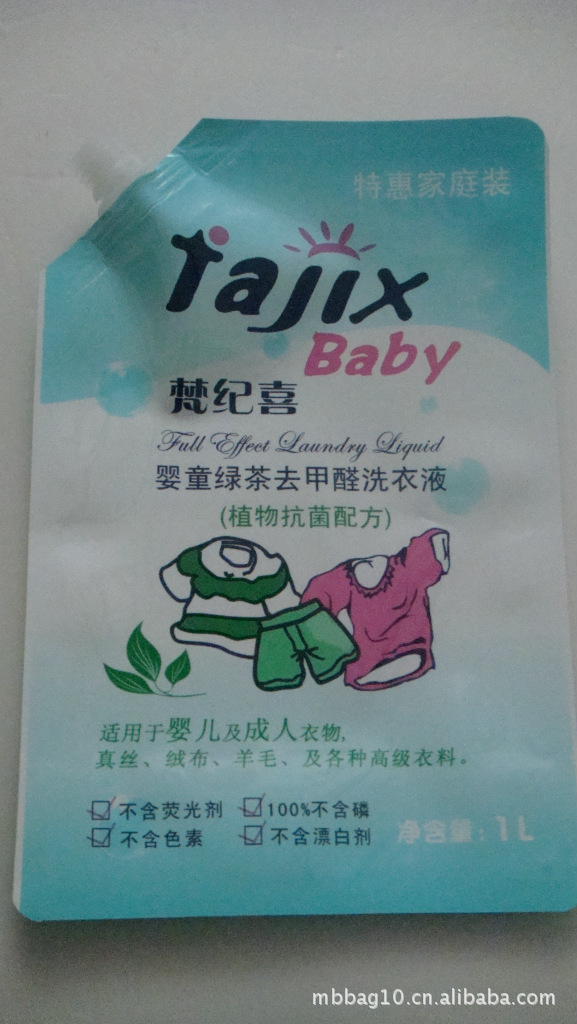 特惠家庭装
Tajix
Baby
梵纪喜
Full Effect Laundry Liquid
婴童绿茶去甲醛洗衣液
(植物抗菌配方)
适用于婴儿及成人衣物,
真丝、绒布、羊毛、及各种高级衣料。
不含荧光剂 100%不含磷
不含色素 不含漂白剂
净含量:1L
mbbag10.cn.alibaba.com